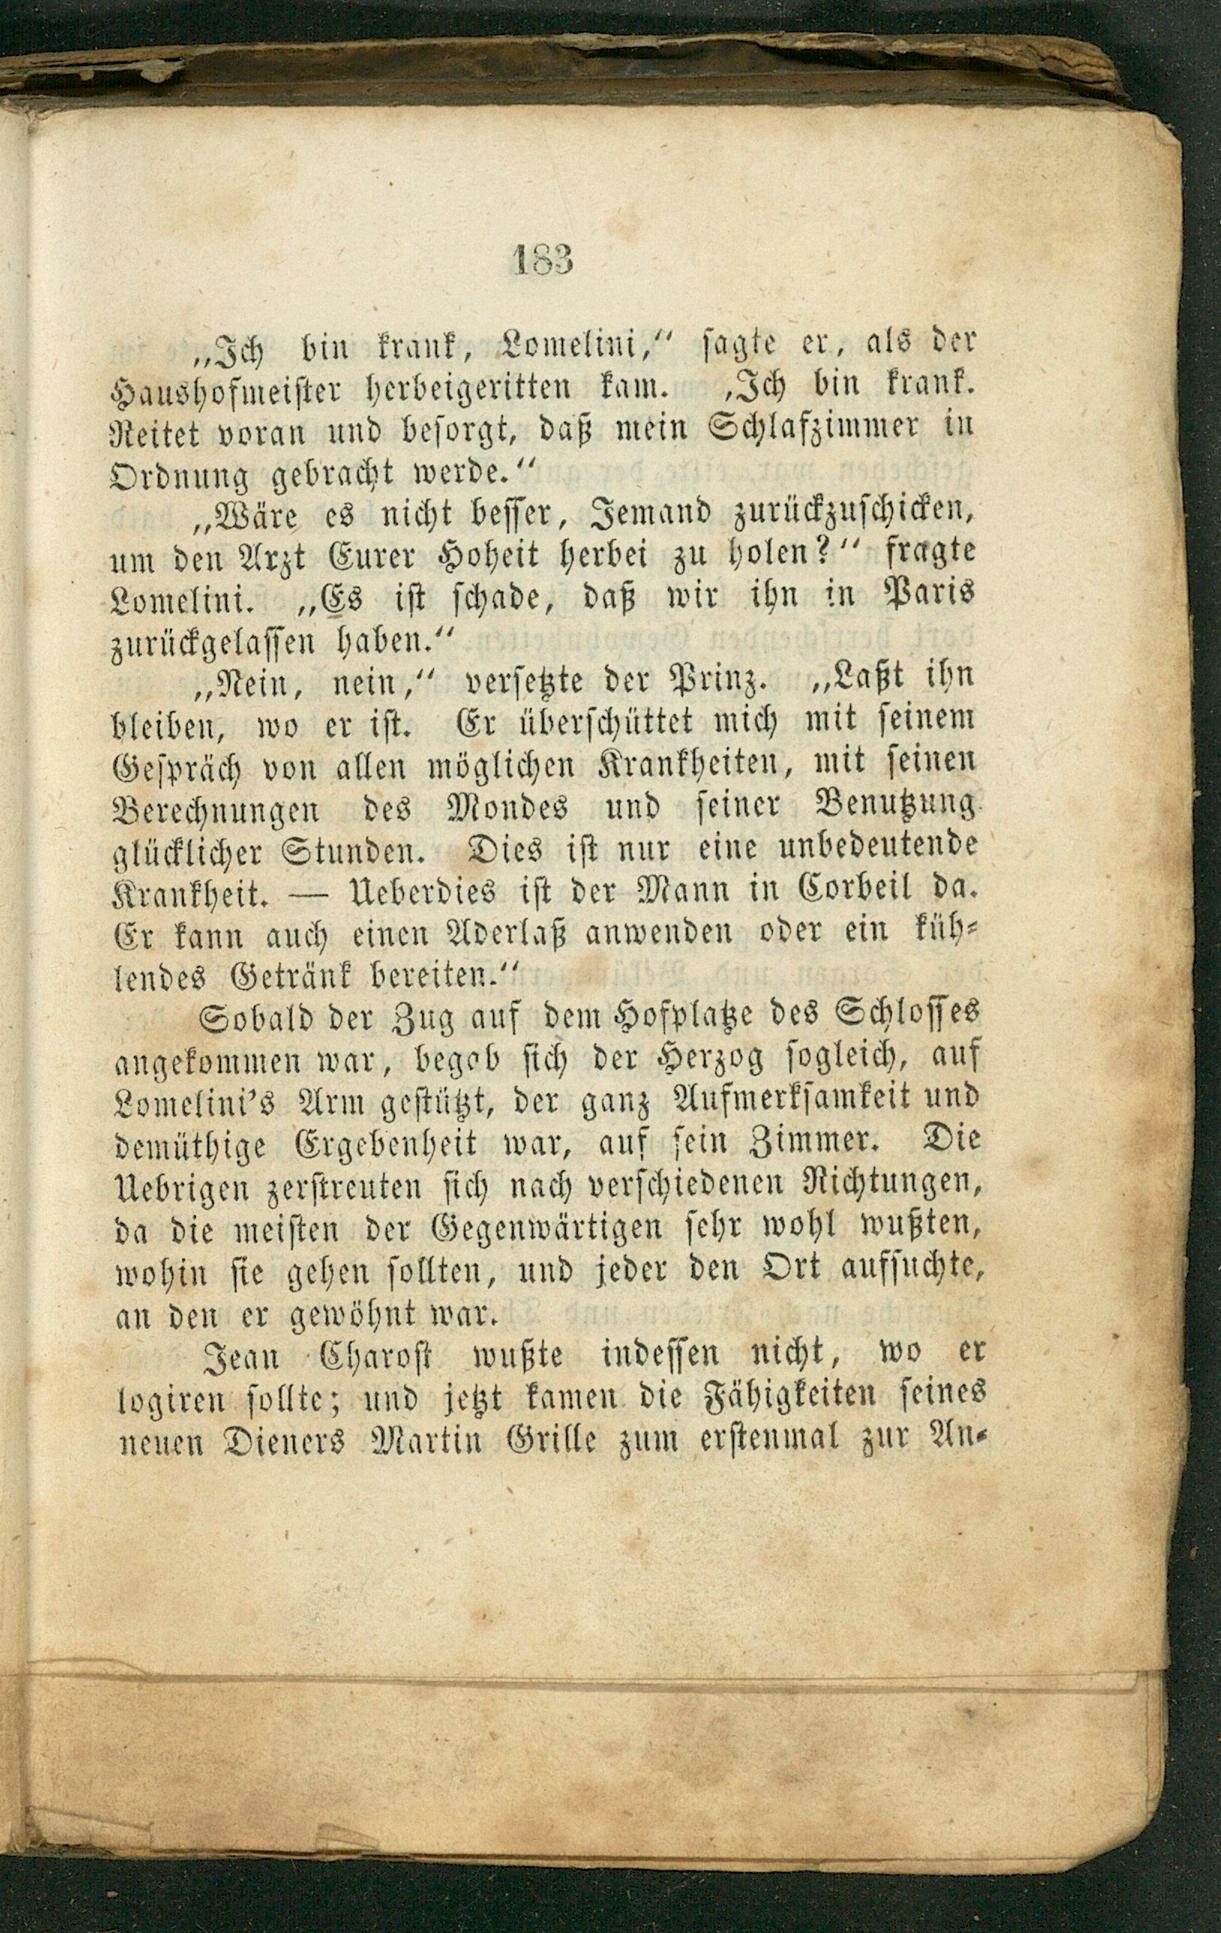 183
„Ich bin krank, Lomelini,“ sagte er, als der
Haushofmeister herbeigeritten kam. ‚Ich bin krank.
Reitet voran und besorgt, daß mein Schlafzimmer in
Ordnung gebracht werde.“
„Wäre es nicht besser, Jemand zurückzuschicken,
um den Arzt Eurer Hoheit herbei zu holen?“ fragte
Lomelini. „Es ist schade, daß wir ihn in Paris
zurückgelassen haben.“
„Nein, nein,“ versetzte der Prinz. „Laßt ihn
bleiben, wo er ist. Er überschüttet mich mit seinem
Gespräch von allen möglichen Krankheiten, mit seinen
Berechnungen des Mondes und seiner Benutzung
glücklicher Stunden. Dies ist nur eine unbedeutende
Krankheit. — Ueberdies ist der Mann in Corbeil da.
Er kann auch einen Aderlaß anwenden oder ein küh-
lendes Getränk bereiten.“
Sobald der Zug auf dem Hofplatze des Schlosses
angekommen war, begab sich der Herzog sogleich, auf
Lomelini's Arm gestützt, der ganz Aufmerksamkeit und
demüthige Ergebenheit war, auf sein Zimmer. Die
Uebrigen zerstreuten sich nach verschiedenen Richtungen,
da die meisten der Gegenwärtigen sehr wohl wußten,
wohin sie gehen sollten, und jeder den Ort aufsuchte,
an den er gewöhnt war.
Jean Charost wußte indessen nicht, wo er
logiren sollte; und jetzt kamen die Fähigkeiten seines
neuen Dieners Martin Grille zum erstenmal zur An-